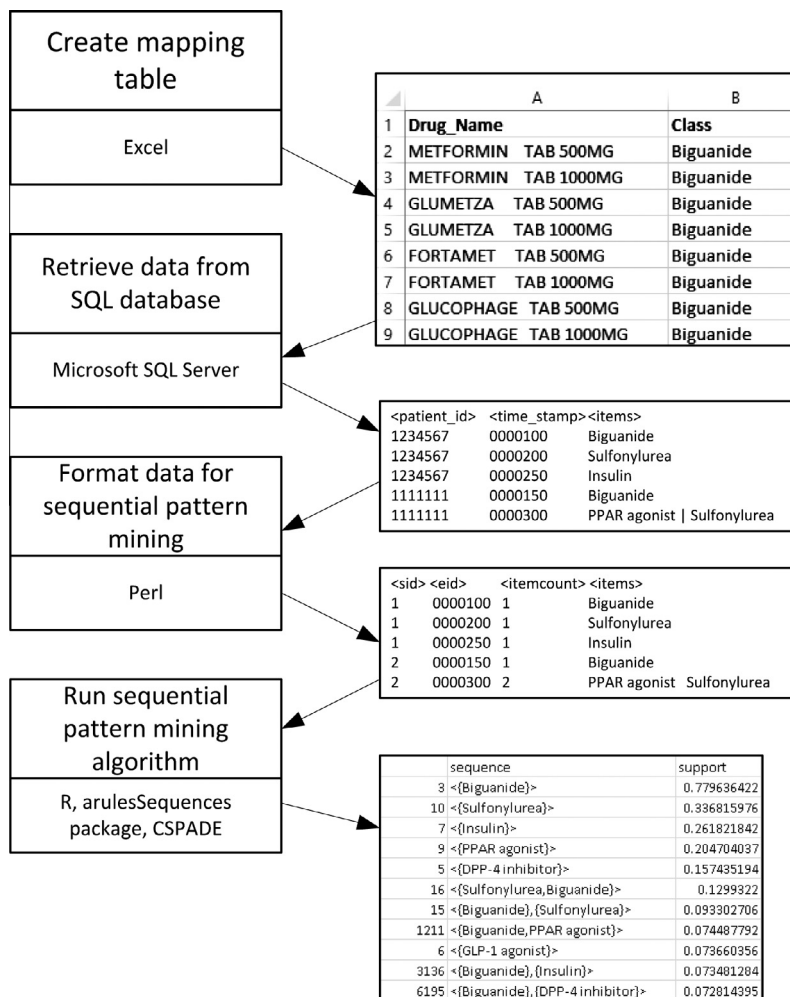 Create mapping
table
Excel
A B
1 Drug_Name Class
2 METFORMIN TAB 500MG Biguanide
3 METFORMIN TAB 1000MG Biguanide
4 GLUMETZA TAB 500MG Biguanide
5 GLUMETZA TAB 1000MG Biguanide
6 FORTAMET TAB 500MG Biguanide
7 FORTAMET TAB 1000MG Biguanide
8 GLUCOPHAGE TAB 500MG Biguanide
9 GLUCOPHAGE TAB 1000MG Biguanide
Retrieve data from
SQL database
Microsoft SQL Server
<patient_id> <time_stamp><items>
1234567 0000100 Biguanide
1234567 0000200 Sulfonylurea
1234567 0000250 Insulin
1111111 0000150 Biguanide
1111111 0000300 PPAR agonist | Sulfonylurea
Format data for
sequential pattern
mining
Perl
<sid> <eid> <itemcount> <items>
1 0000100 1 Biguanide
1 0000200 1 Sulfonylurea
1 0000250 1 Insulin
2 0000150 1 Biguanide
2 0000300 2 PPAR agonist Sulfonylurea
Run sequential
pattern mining
algorithm
R, arulesSequences
package, CSPADE
sequence support
3 <{Biguanide}> 0.779636422
10 <{Sulfonylurea}> 0.336815976
7 <{Insulin}> 0.261821842
9 <{PPAR agonist}> 0.204704037
5 <{DPP-4 inhibitor}> 0.157435194
16 <{Sulfonylurea,Biguanide}> 0.1299322
15 <{Biguanide},{Sulfonylurea}> 0.093302706
1211 <{Biguanide,PPAR agonist}> 0.074487792
6 <{GLP-1 agonist}> 0.073660356
3136 <{Biguanide},{Insulin}> 0.073481284
6195 <{Biguanide},{DPP-4 inhibitor}> 0.072814395